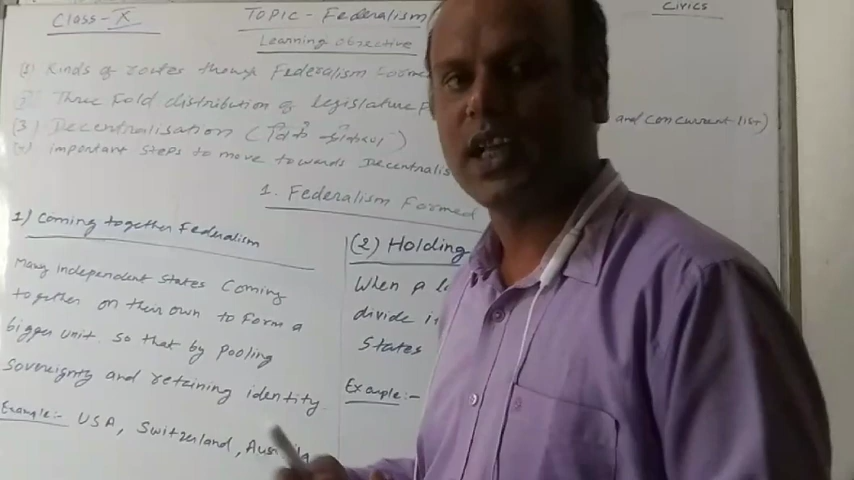 Class-X
Topic - Federalism
Civics
Learning objective
(1) Kinds of routes through Federalism Formed
Three Fold distribution of legislature
and concurrent list)
(3) Decentralisation
important steps to move towards Decentralis
1. Federalism Formed
1) Coming together Federalism
Many independent states coming
together on their own to form a
bigger unit. so that by pooling
sovereignty and retaining identity.
Example:- USA, Switzerland,
(2) Holding
When a
divide
States
Example:-